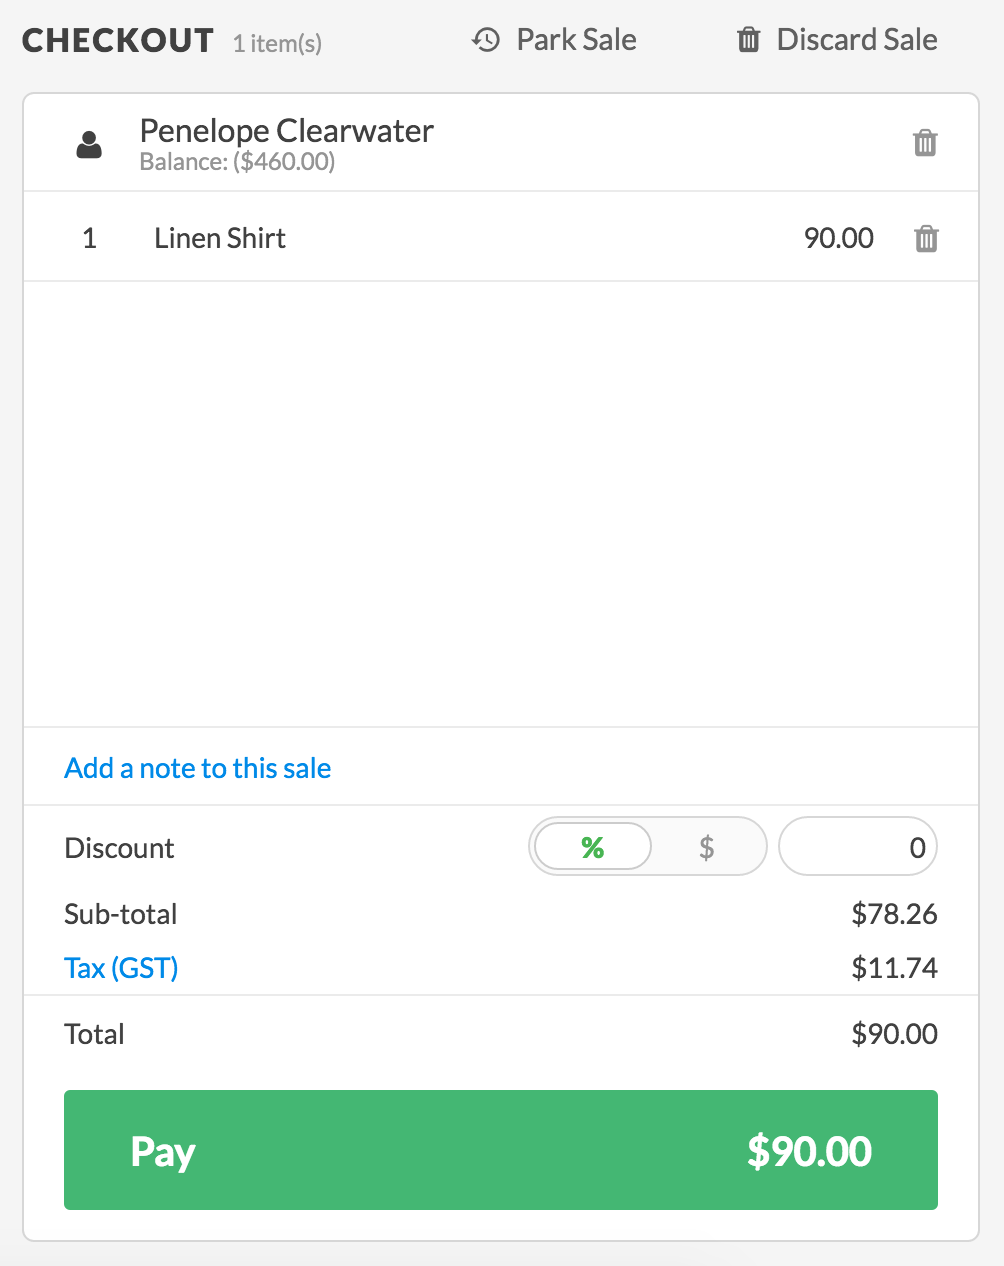 CHECKOUT 1 item(s) Park Sale Discard Sale
Penelope Clearwater
Balance: ($460.00)
1 Linen Shirt 90.00
Add a note to this sale
Discount % $ 0
Sub-total $78.26
Tax (GST) $11.74
Total $90.00
Pay $90.00